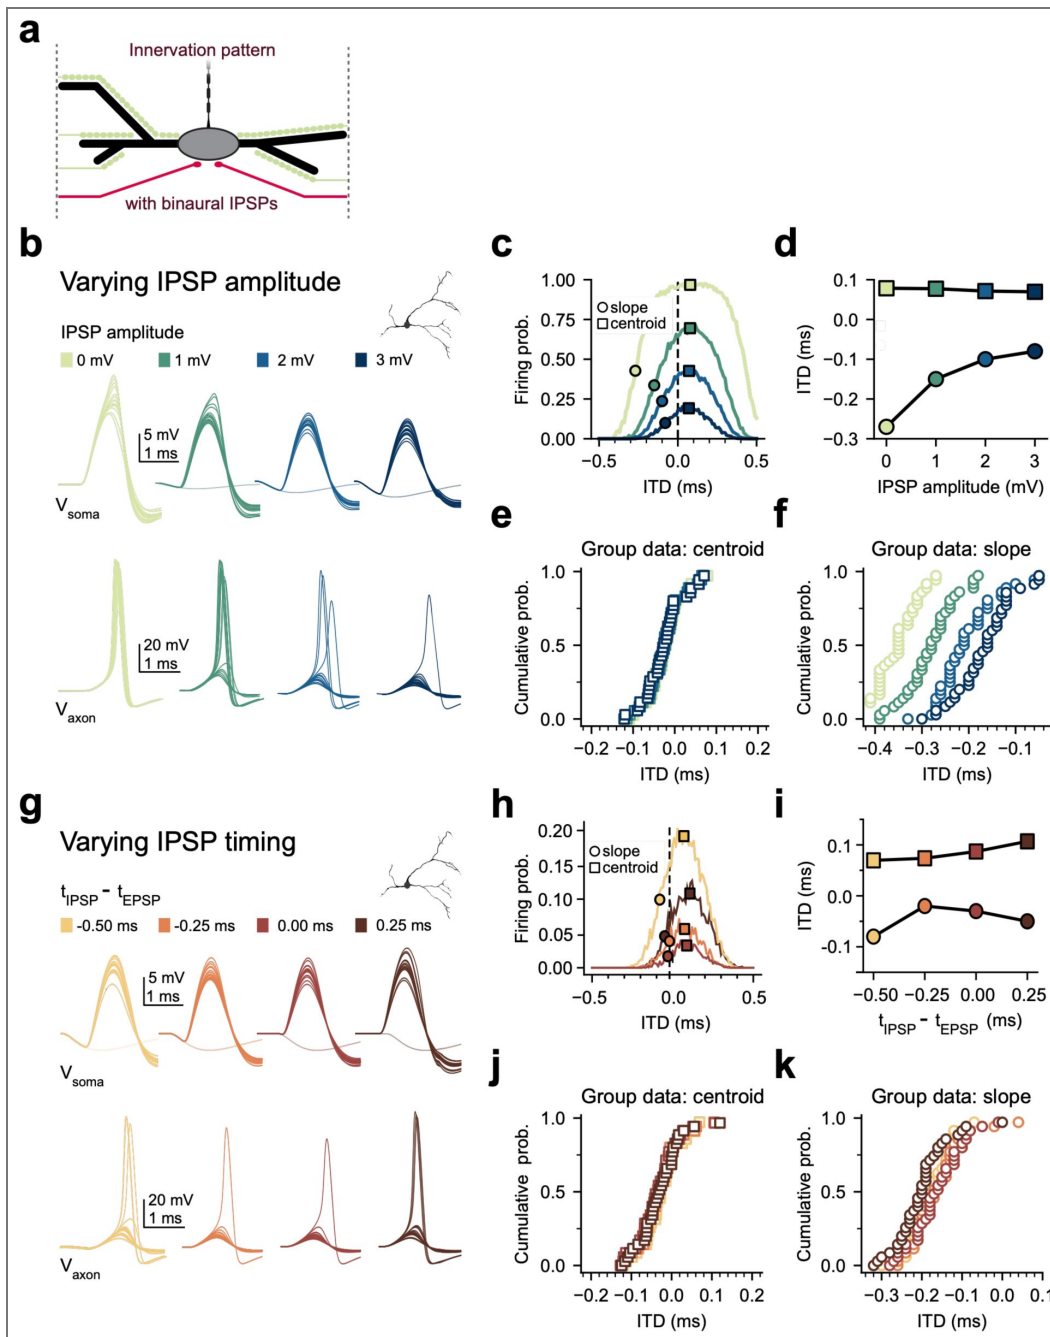 a
Innervation pattern
with binaural IPSPs
b
Varying IPSP amplitude
IPSP amplitude
0 mV
1 mV
2 mV
3 mV
5 mV
1 ms
Vsoma
20 mV
1 ms
Vaxon
c
1.00
0.75
0.50
0.25
0.00
Firing prob.
slope
centroid
−0.5
0.0
0.5
ITD (ms)
d
0.1
0.0
−0.1
−0.2
−0.3
ITD (ms)
0
1
2
3
IPSP amplitude (mV)
e
Group data: centroid
1.0
0.5
0.0
Cumulative prob.
−0.2
−0.1
0.0
0.1
0.2
ITD (ms)
f
Group data: slope
1.0
0.5
0.0
Cumulative prob.
−0.4
−0.3
−0.2
−0.1
ITD (ms)
g
Varying IPSP timing
tIPSP - tEPSP
-0.50 ms
-0.25 ms
0.00 ms
0.25 ms
5 mV
1 ms
Vsoma
20 mV
1 ms
Vaxon
h
0.20
0.15
0.10
0.05
0.00
Firing prob.
slope
centroid
−0.5
0.0
0.5
ITD (ms)
i
0.1
0.0
-0.1
ITD (ms)
−0.50
−0.25
0.00
0.25
tIPSP - tEPSP (ms)
j
Group data: centroid
1.0
0.5
0.0
Cumulative prob.
−0.2
−0.1
0.0
0.1
0.2
ITD (ms)
k
Group data: slope
1.0
0.5
0.0
Cumulative prob.
−0.3
−0.2
−0.1
0.0
0.1
ITD (ms)